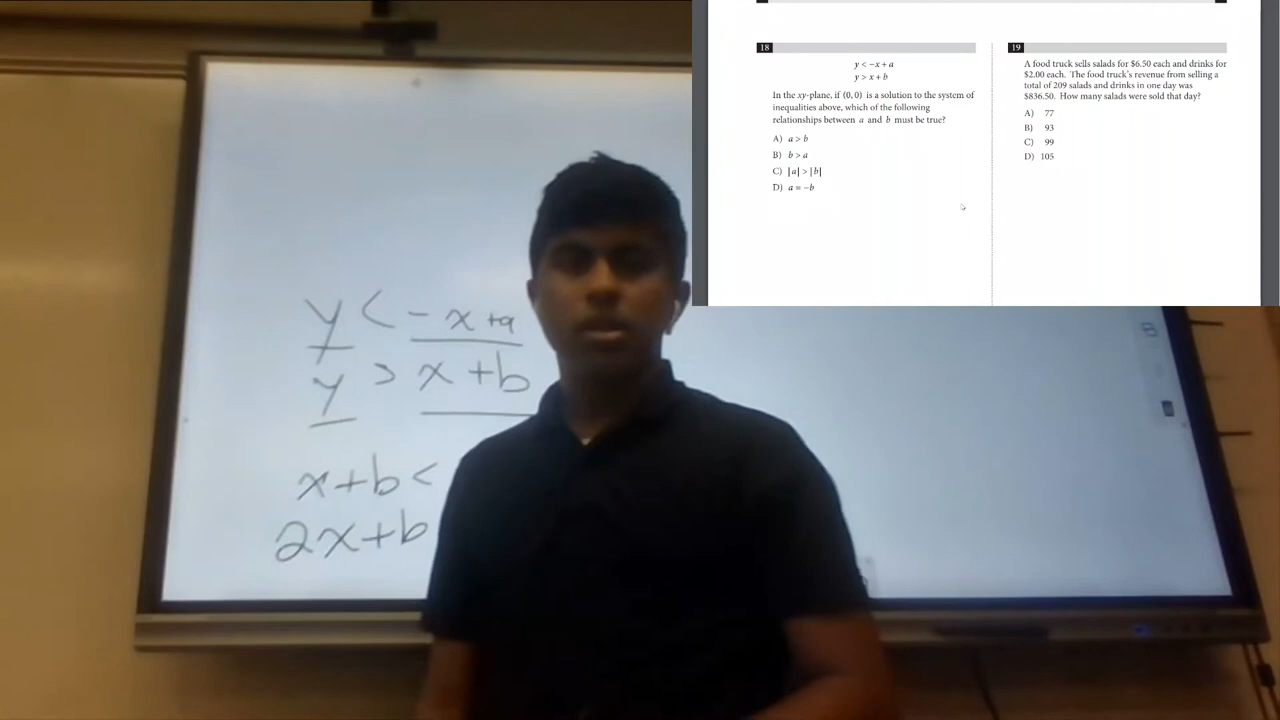 18
y < −x + a
y > x + b
In the xy-plane, if (0, 0) is a solution to the system of
inequalities above, which of the following
relationships between a and b must be true?
A) a > b
B) b > a
C) |a| > |b|
D) a = −b
19
A food truck sells salads for $6.50 each and drinks for
$2.00 each. The food truck's revenue from selling a
total of 209 salads and drinks in one day was
$836.50. How many salads were sold that day?
A) 77
B) 93
C) 99
D) 105
y < - x + a
y > x + b
x + b <
2x + b